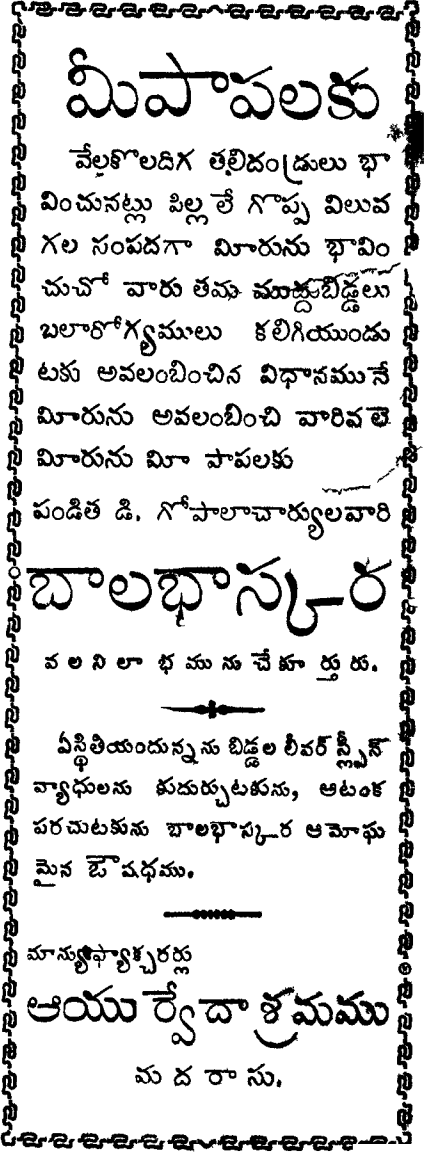 మీపాపలకు
వేలకొలదిగ తల్లిదండ్రులు భా
వించునట్లు పిల్లలే గొప్ప విలువ
గల సంపదగా మీరును భావిం
చుచో వారు తమ ముద్దుబిడ్డలు
బలారోగ్యములు కలిగియుండు
టకు అవలంబించిన విధానమునే
మీరును అవలంబించి వారివలె
మీరును మీ పాపలకు
పండిత డి. గోపాలాచార్యులవారి
బాలభాస్కర
వలనిలాభమును చేకూర్తురు.
ఏస్థితియందున్నను బిడ్డల లీవర్ స్ప్లీన్
వ్యాధులను కుదుర్చుటకును, ఆటంక
పరచుటకును బాలభాస్కర ఆమోఘ
మైన ఔషధము.
మాన్యుఫ్యాక్చరర్లు
ఆయుర్వేదాశ్రమము
మదరాసు.